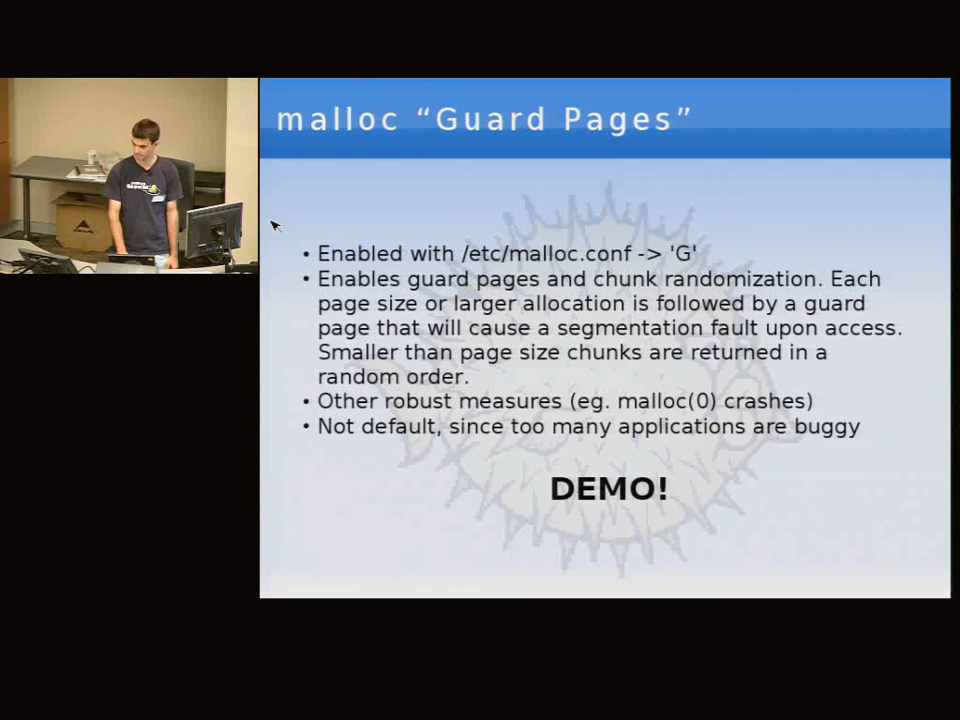 malloc “Guard Pages”
• Enabled with /etc/malloc.conf -> 'G'
• Enables guard pages and chunk randomization. Each
page size or larger allocation is followed by a guard
page that will cause a segmentation fault upon access.
Smaller than page size chunks are returned in a
random order.
• Other robust measures (eg. malloc(0) crashes)
• Not default, since too many applications are buggy
DEMO!